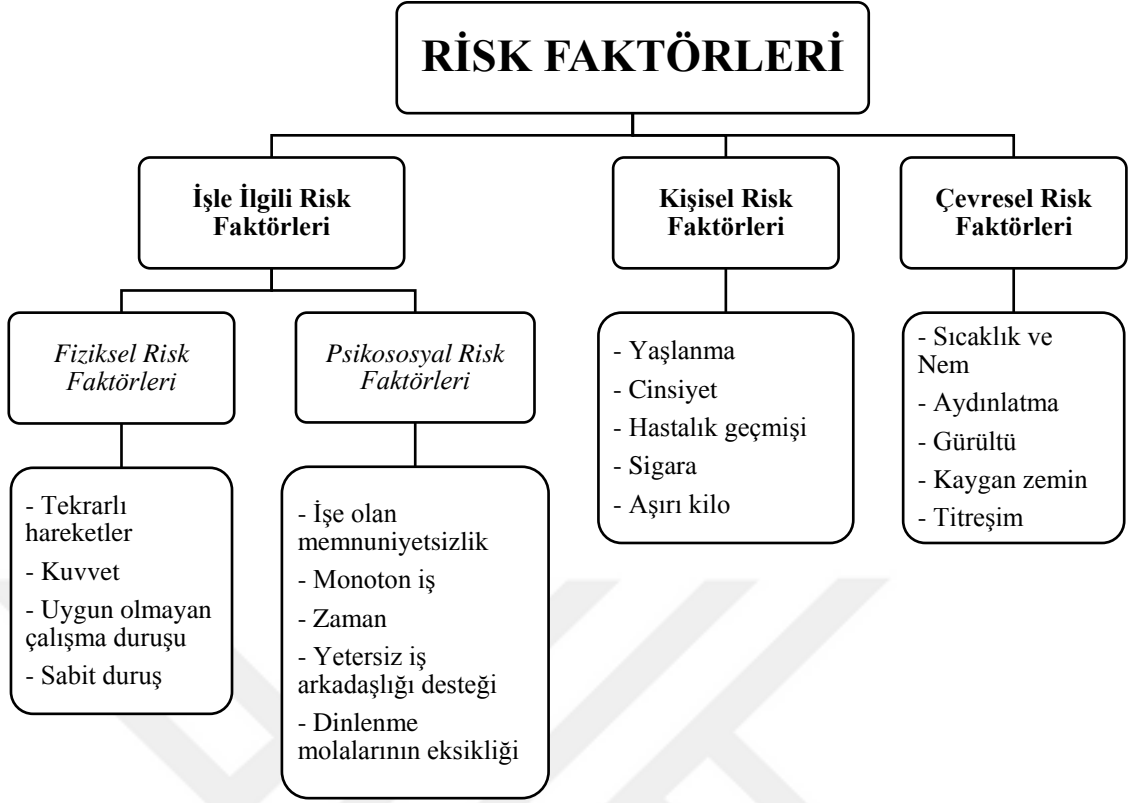 RİSK FAKTÖRLERİ
İşle İlgili Risk
Faktörleri
Kişisel Risk
Faktörleri
Çevresel Risk
Faktörleri
Fiziksel Risk
Faktörleri
Psikososyal Risk
Faktörleri
- Tekrarlı
hareketler
- Kuvvet
- Uygun olmayan
çalışma duruşu
- Sabit duruş
- İşe olan
memnuniyetsizlik
- Monoton iş
- Zaman
- Yetersiz iş
arkadaşlığı desteği
- Dinlenme
molalarının eksikliği
- Yaşlanma
- Cinsiyet
- Hastalık geçmişi
- Sigara
- Aşırı kilo
- Sıcaklık ve
Nem
- Aydınlatma
- Gürültü
- Kaygan zemin
- Titreşim